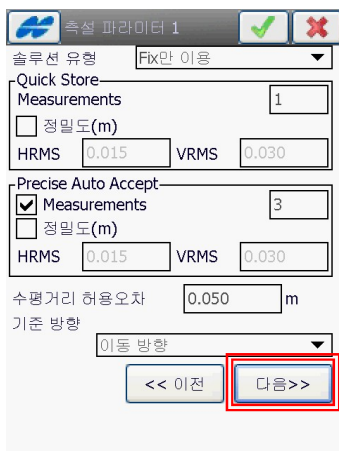 측설 파라미터 1
솔루션 유형 Fix만 이용
Quick Store
Measurements 1
정밀도(m)
HRMS 0.015 VRMS 0.030
Precise Auto Accept
Measurements 3
정밀도(m)
HRMS 0.015 VRMS 0.030
수평거리 허용오차 0.050 m
기준 방향
이동 방향
<< 이전 다음>>